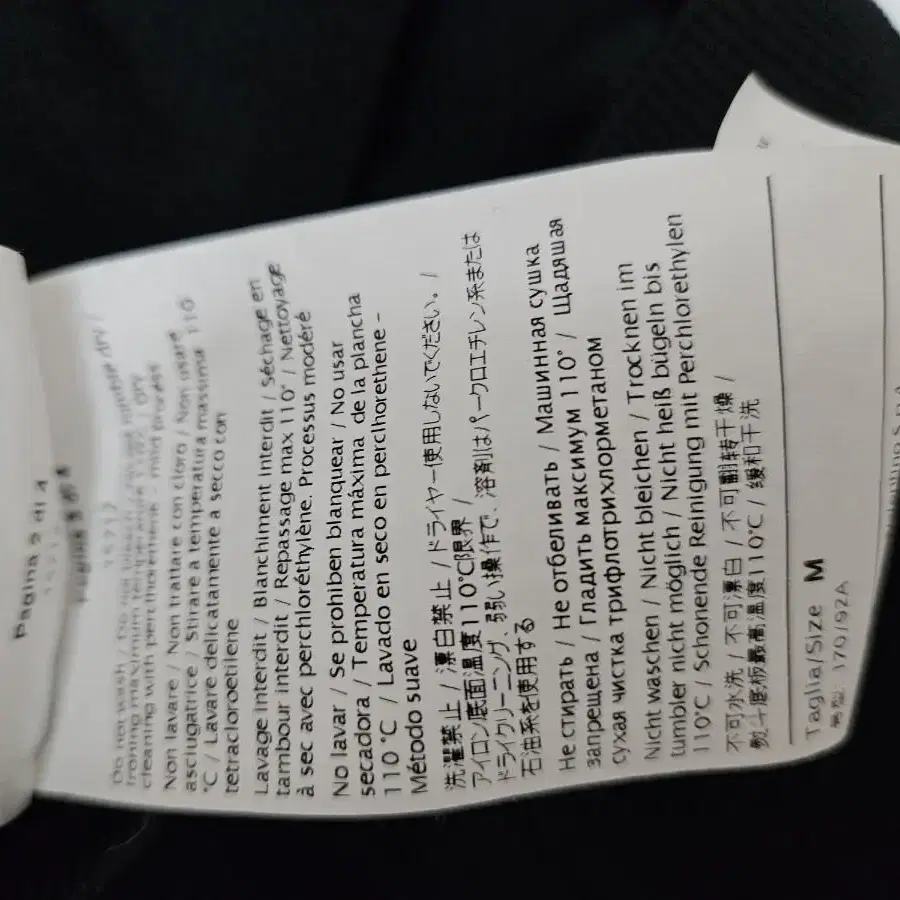 Pagina 2 di 4
Do not wash / Do not bleach / Do not tumble dry /
Ironing maximum temperature 110° / Dry
cleaning with perchlorethene - mild process
Non lavare / Non trattare con cloro / Non usare
asciugatrice / Stirare a temperatura massima 110
°C / Lavare delicatamente a secco con
tetracloroetilene
Lavage interdit / Blanchiment interdit / Séchage en
tambour interdit / Repassage max 110° / Nettoyage
à sec avec perchloréthylène. Processus modéré
No lavar / Se prohiben blanquear / No usar
secadora / Temperatura máxima de la plancha
110 °C / Lavado en seco en perclhorethene -
Método suave
洗濯禁止 / 漂白禁止 / ドライヤー使用しないでください。 /
アイロン底面温度110℃限界 /
ドライクリーニング、弱い操作で、溶剤はパークロエチレン系または
石油系を使用する
Не стирать / Не отбеливать / Машинная сушка
запрещена / Гладить максимум 110° / Щадяшая
сухая чистка трифлотрихлорметаном
Nicht waschen / Nicht bleichen / Trocknen im
tumbler nicht möglich / Nicht heiß bügeln bis
110°C / Schonende Reinigung mit Perchlorethylen
不可水洗 / 不可漂白 / 不可翻转干燥 /
熨斗底板最高温度110℃ / 缓和干洗
Taglia/Size M
号型: 170/92A